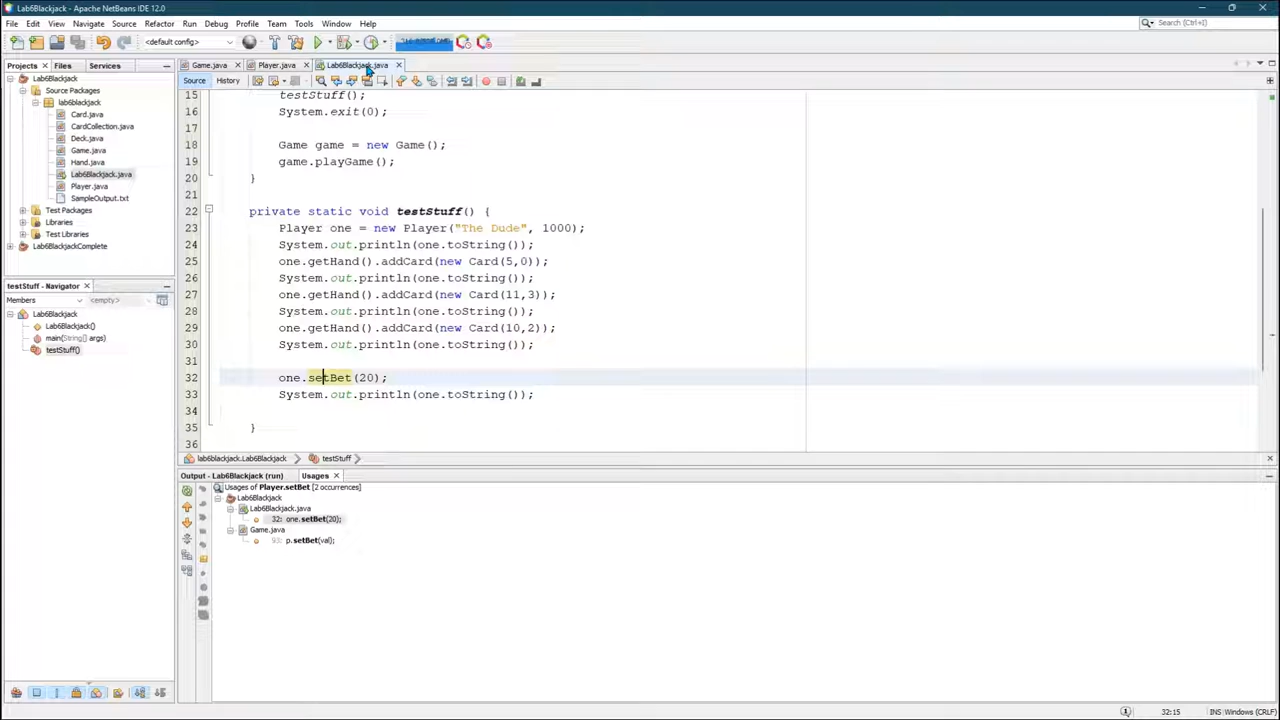 Lab6Blackjack - Apache NetBeans IDE 12.0
File Edit View Navigate Source Refactor Run Debug Profile Team Tools Window Help
Search (Ctrl+I)
<default config>
Projects Files Services
Game.java Player.java Lab6Blackjack.java
Source History
Lab6Blackjack
Source Packages
lab6blackjack
Card.java
CardCollection.java
Deck.java
Game.java
Hand.java
Lab6Blackjack.java
Player.java
SampleOutput.txt
Test Packages
Libraries
Test Libraries
Lab6BlackjackComplete
testStuff - Navigator
Members <empty>
Lab6Blackjack
Lab6Blackjack()
main(String[] args)
testStuff()
15 testStuff();
16 System.exit(0);
17
18 Game game = new Game();
19 game.playGame();
20 }
21
22 private static void testStuff() {
23 Player one = new Player("The Dude", 1000);
24 System.out.println(one.toString());
25 one.getHand().addCard(new Card(5,0));
26 System.out.println(one.toString());
27 one.getHand().addCard(new Card(11,3));
28 System.out.println(one.toString());
29 one.getHand().addCard(new Card(10,2));
30 System.out.println(one.toString());
31
32 one.setBet(20);
33 System.out.println(one.toString());
34
35 }
36
lab6blackjack.Lab6Blackjack testStuff
Output - Lab6Blackjack (run) Usages
Usages of Player.setBet [2 occurrences]
Lab6Blackjack
Lab6Blackjack.java
32: one.setBet(20);
Game.java
93: p.setBet(val);
32:15 INS Windows (CRLF)